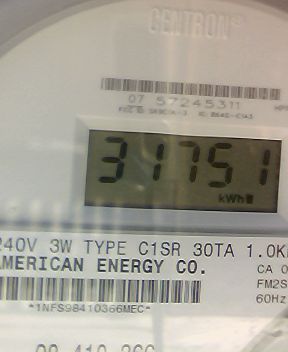 CENTRON®
07 57245311
31751
kWh
240V 3W TYPE C1SR 30TA 1.0K
AMERICAN ENERGY CO.
CA 0
FM2S
60Hz
*1NFS98410366MEC*